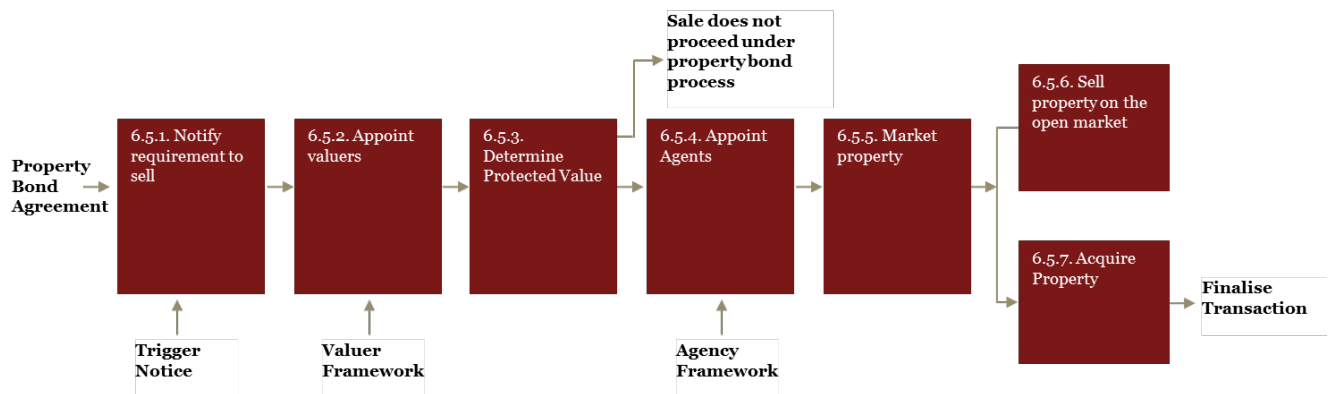 Property
Bond
Agreement
6.5.1. Notify
requirement to
sell
Trigger
Notice
6.5.2. Appoint
valuers
Valuer
Framework
6.5.3.
Determine
Protected Value
Sale does not
proceed under
property bond
process
6.5.4. Appoint
Agents
Agency
Framework
6.5.5. Market
property
6.5.6. Sell
property on the
open market
6.5.7. Acquire
Property
Finalise
Transaction